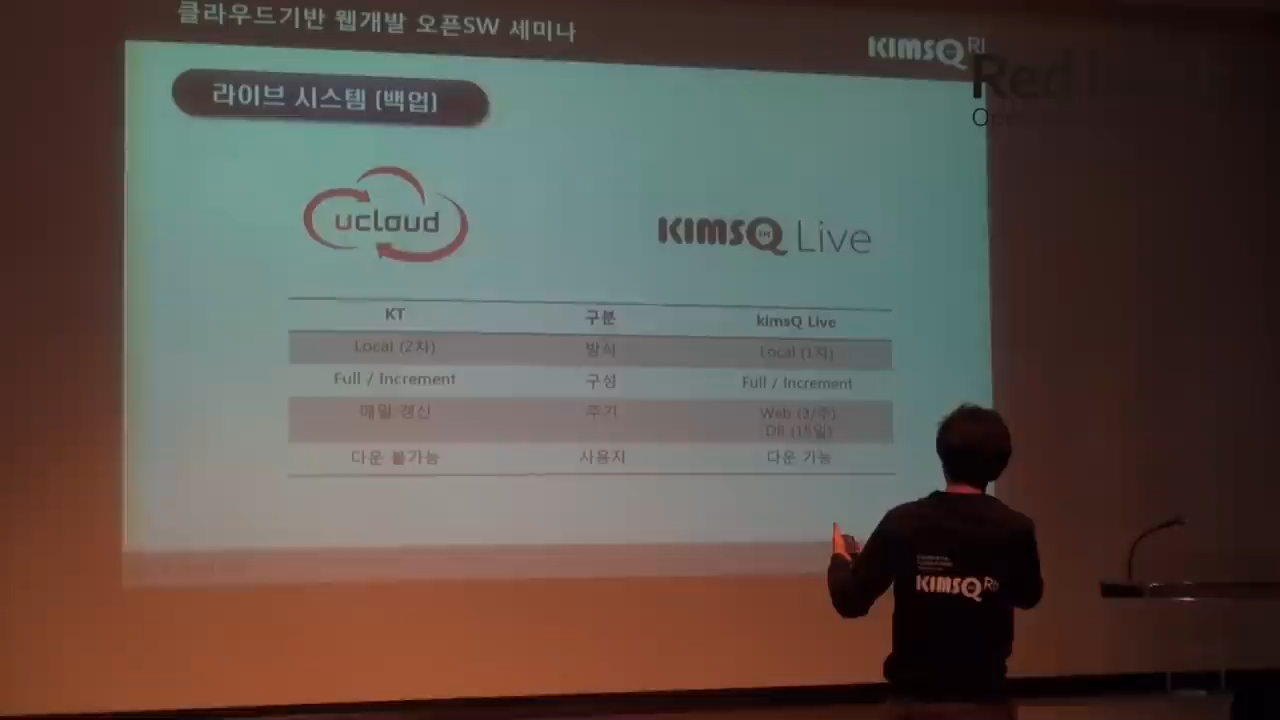 클라우드기반 웹개발 오픈SW 세미나
KIMSQ
Red
라이브 시스템 (백업)
ucloud
KIMSQ Live
KT 구분 kimsQ Live
Local (2차) 방식 Local (1차)
Full / Increment 구성 Full / Increment
매일 갱신 주기 Web (3/주)
DB (15일)
다운 불가능 사용자 다운 가능
KIMSQ